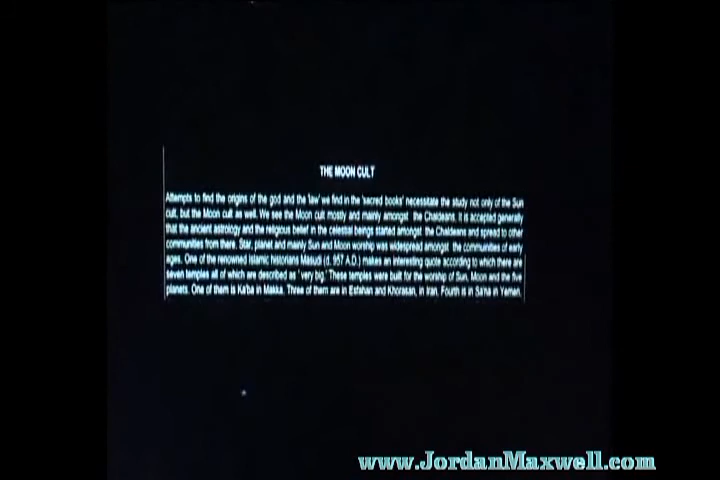 THE MOON CULT
Attempts to find the origins of the god and the 'law' we find in the 'sacred books' necessitate the study not only of the Sun
cult, but the Moon cult as well. We see the Moon cult mostly and mainly amongst the Chaldeans. It is accepted generally
that the ancient astrology and the religious belief in the celestial beings started amongst the Chaldeans and spread to other
communities from there. Star, planet and mainly Sun and Moon worship was widespread amongst the communities of early
ages. One of the renowned Islamic historians Masudi (d. 957 A.D.) makes an interesting quote according to which there are
seven temples all of which are described as "very big." These temples were built for the worship of Sun, Moon and the five
planets. One of them is Ka'ba in Makka. Three of them are in Esfahan and Khorasan, in Iran. Fourth is in Sa'na in Yemen.
www.JordanMaxwell.com